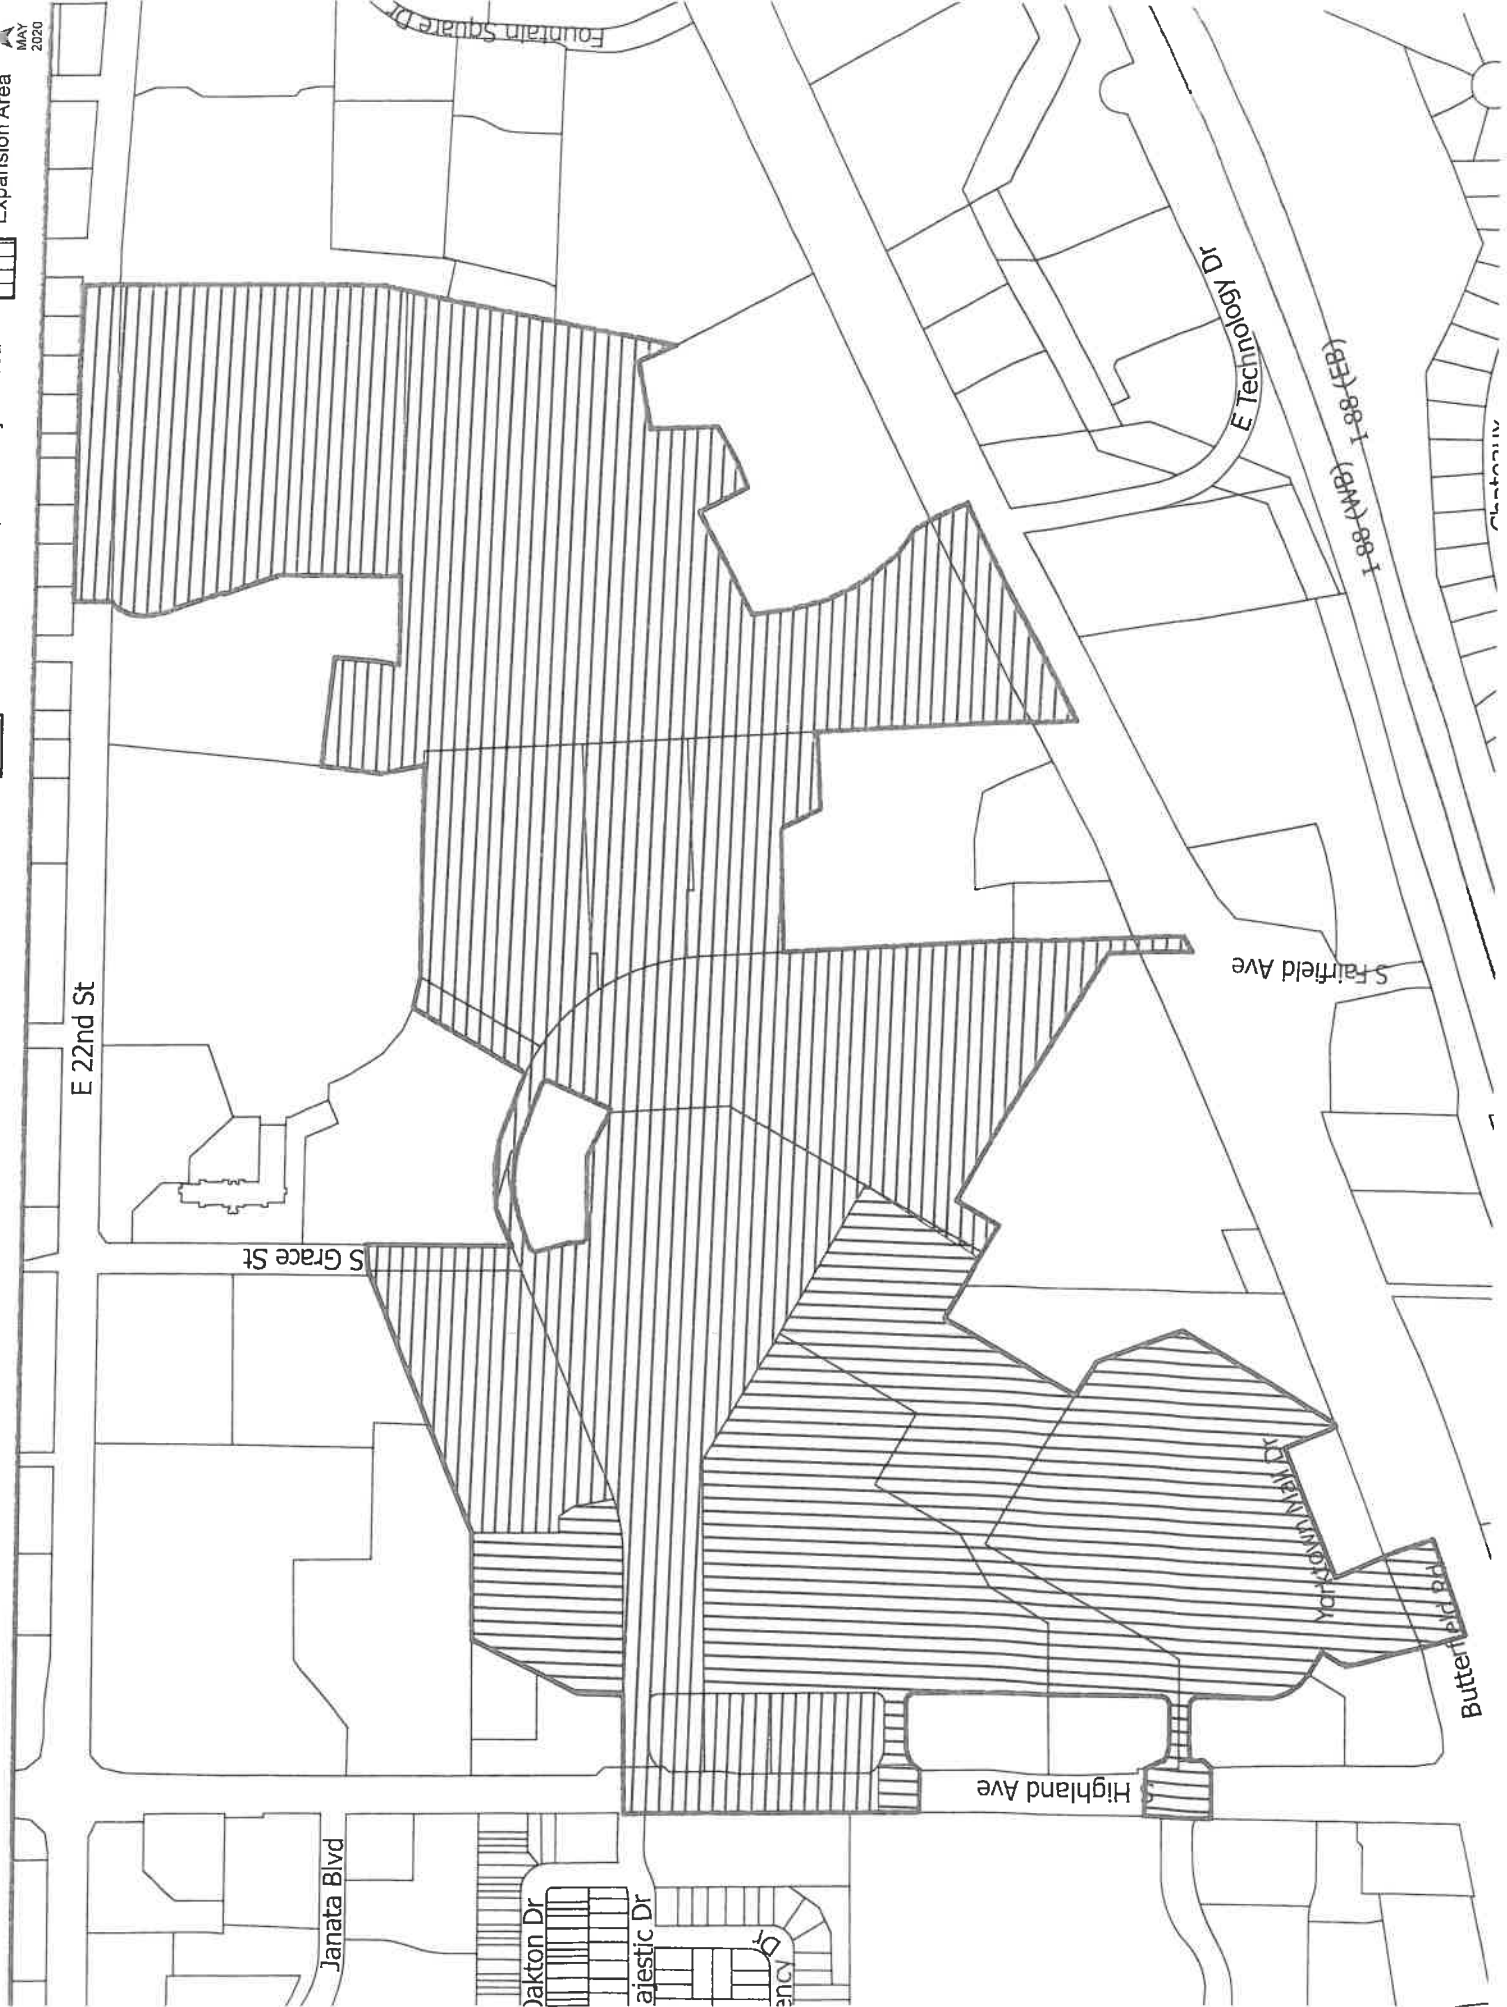 Expansion Area
MAY
2020
Fountain Square Dr
E 22nd St
S Grace St
E Technology Dr
I-88 (EB)
I-88 (WB)
S Fairfield Ave
Yorktown Mall Dr
Butterfield Rd
S Highland Ave
Janata Blvd
Oakton Dr
ajestic Dr
ency Dr